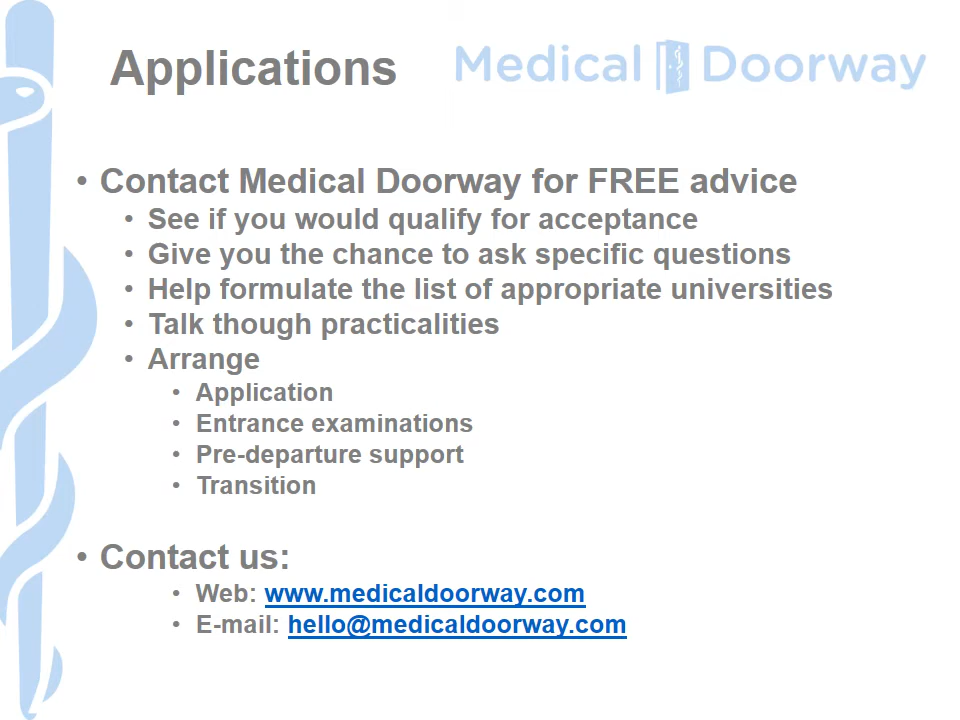 Applications
Medical Doorway
• Contact Medical Doorway for FREE advice
• See if you would qualify for acceptance
• Give you the chance to ask specific questions
• Help formulate the list of appropriate universities
• Talk though practicalities
• Arrange
• Application
• Entrance examinations
• Pre-departure support
• Transition
• Contact us:
• Web: www.medicaldoorway.com
• E-mail: hello@medicaldoorway.com